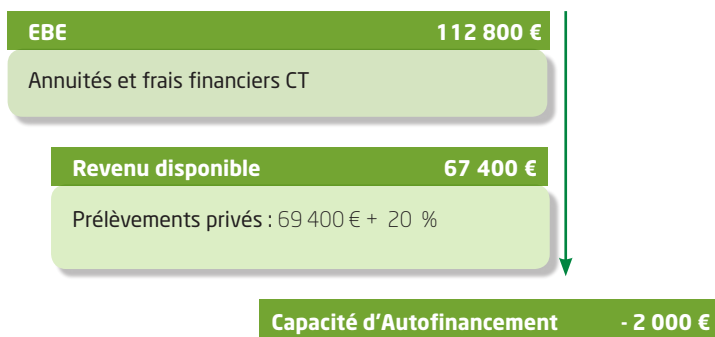 EBE 112 800 €
Annuités et frais financiers CT
Revenu disponible 67 400 €
Prélèvements privés : 69 400 € + 20 %
Capacité d'Autofinancement - 2 000 €